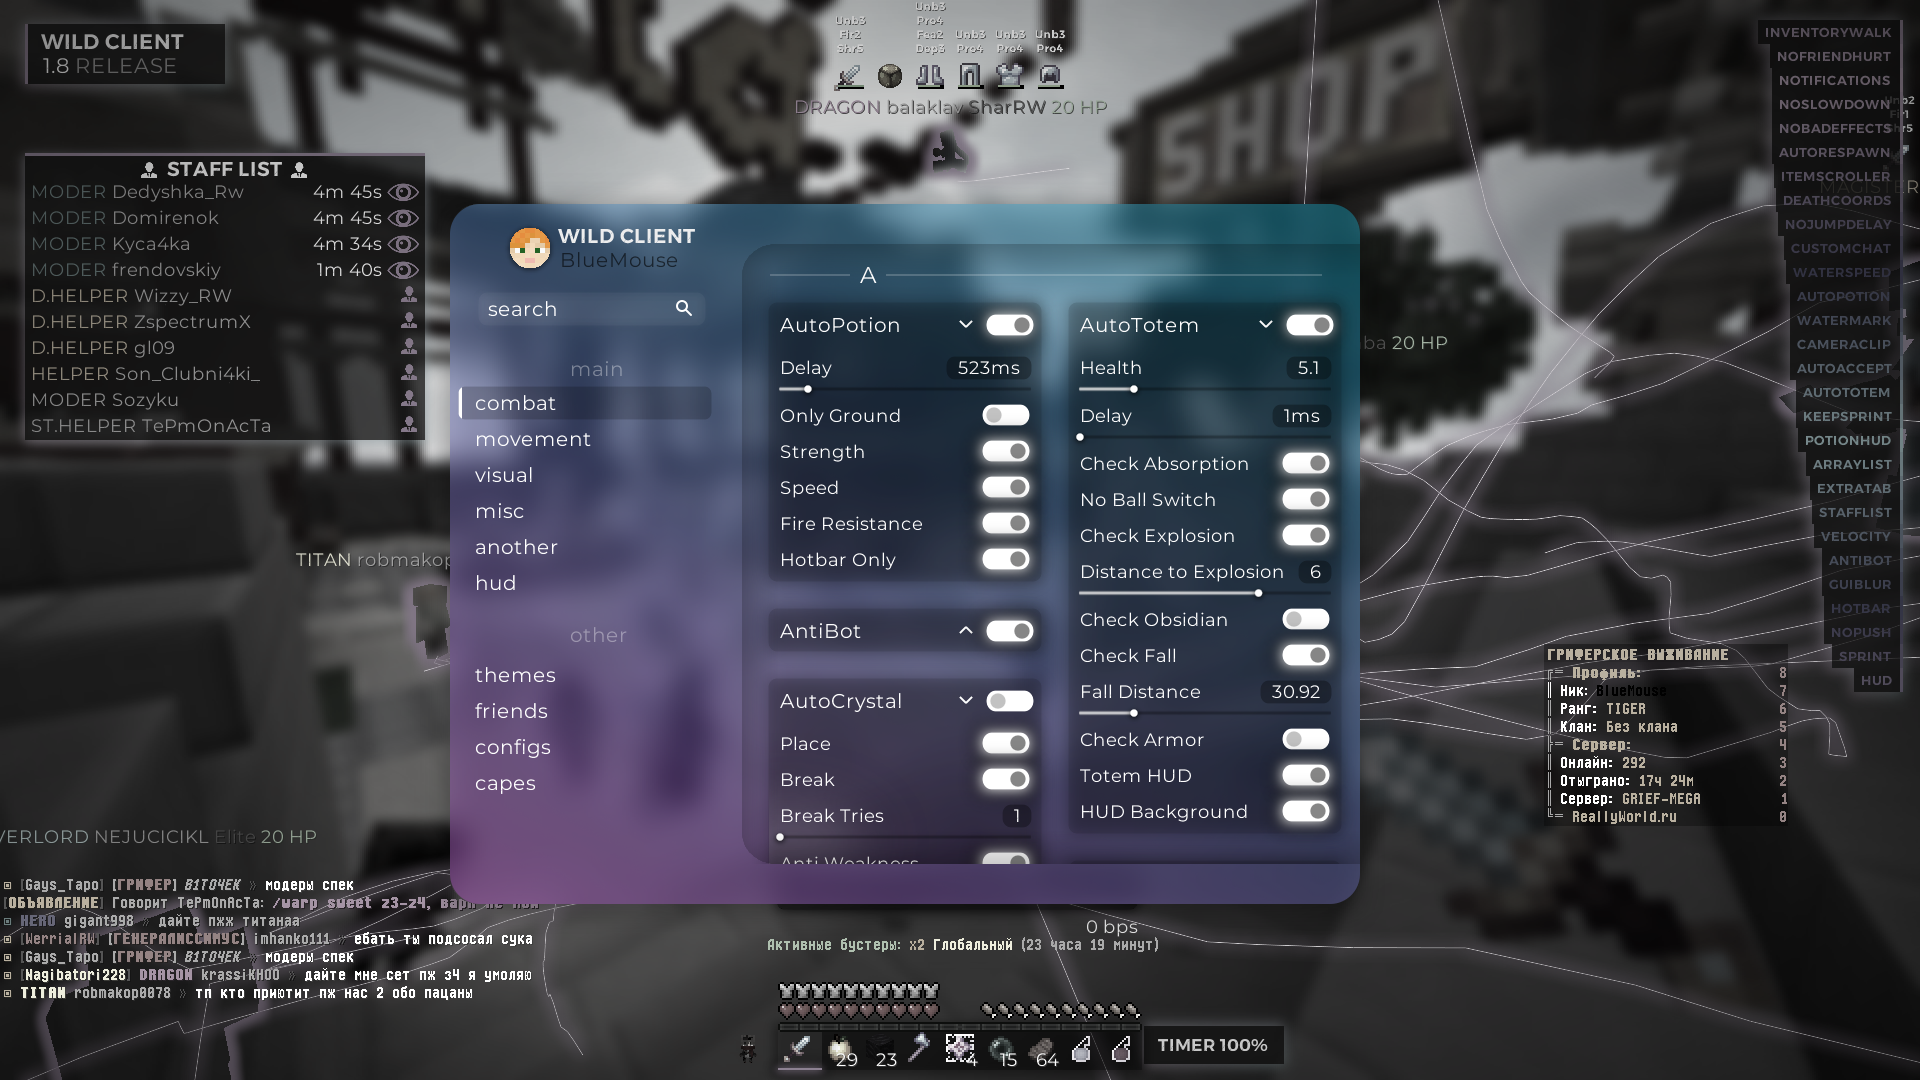 Unb3
Unb3 Pro4
Fir2 Fea2 Unb3 Unb3 Unb3
Shr5 Dep3 Pro4 Pro4 Pro4
DRAGON balaklav SharRW 20 HP
WILD CLIENT
1.8 RELEASE
SHOP
STAFF LIST
MODER Dedyshka_Rw 4m 45s
MODER Domirenok 4m 45s
MODER Kyca4ka 4m 34s
MODER frendovskiy 1m 40s
D.HELPER Wizzy_RW
D.HELPER ZspectrumX
D.HELPER gl09
HELPER Son_Clubni4ki_
MODER Sozyku
ST.HELPER TePmOnAcTa
TITAN robmakop
VERLORD NEJUCICIKL Elite 20 HP
WILD CLIENT
BlueMouse
search
main
combat
movement
visual
misc
another
hud
other
themes
friends
configs
capes
A
AutoPotion
Delay 523ms
Only Ground
Strength
Speed
Fire Resistance
Hotbar Only
AntiBot
AutoCrystal
Place
Break
Break Tries 1
Anti Weakness
AutoTotem
Health 5.1
Delay 1ms
Check Absorption
No Ball Switch
Check Explosion
Distance to Explosion 6
Check Obsidian
Check Fall
Fall Distance 30.92
Check Armor
Totem HUD
HUD Background
ba 20 HP
INVENTORYWALK
NOFRIENDHURT
NOTIFICATIONS
NOSLOWDOWN
NOBADEFFECTS
AUTORESPAWN
ITEMSCROLLER
MAGISTER
DEATHCOORDS
NOJUMPDELAY
CUSTOMCHAT
WATERSPEED
AUTOPOTION
WATERMARK
CAMERACLIP
AUTOACCEPT
AUTOTOTEM
KEEPSPRINT
POTIONHUD
ARRAYLIST
EXTRATAB
STAFFLIST
VELOCITY
ANTIBOT
GUIBLUR
HOTBAR
NOPUSH
SPRINT
HUD
ГРИФЕРСКОЕ ВЫЖИВАНИЕ
Профиль: 8
Ник: BlueMouse 7
Ранг: TIGER 6
Клан: Без клана 5
Сервер: 4
Онлайн: 292 3
Отыграно: 17ч 24м 2
Сервер: GRIEF-MEGA 1
ReallyWorld.ru 0
[Gays_Tapo] [ГРИФЕР] B1TO4EK » модеры спек
[ОБЪЯВЛЕНИЕ] Говорит TePmOnAcTa: /warp sweet z3-z4, варп не мой
HERO gigant998 » дайте пжж титанаа
[WerrialRW] [ГЕНЕРАЛИССИМУС] imhanko111 » ебать ты подсосал сука
[Gays_Tapo] [ГРИФЕР] B1TO4EK » модеры спек
[Nagibatori228] DRAGON krassiKHOO » дайте мне сет пж з4 я умоляю
TITAN robmakop0078 » тп кто приютит пж нас 2 обо пацаны
0 bps
Активные бустеры: x2 Глобальный (23 часа 19 минут)
29 23 4 15 64
TIMER 100%